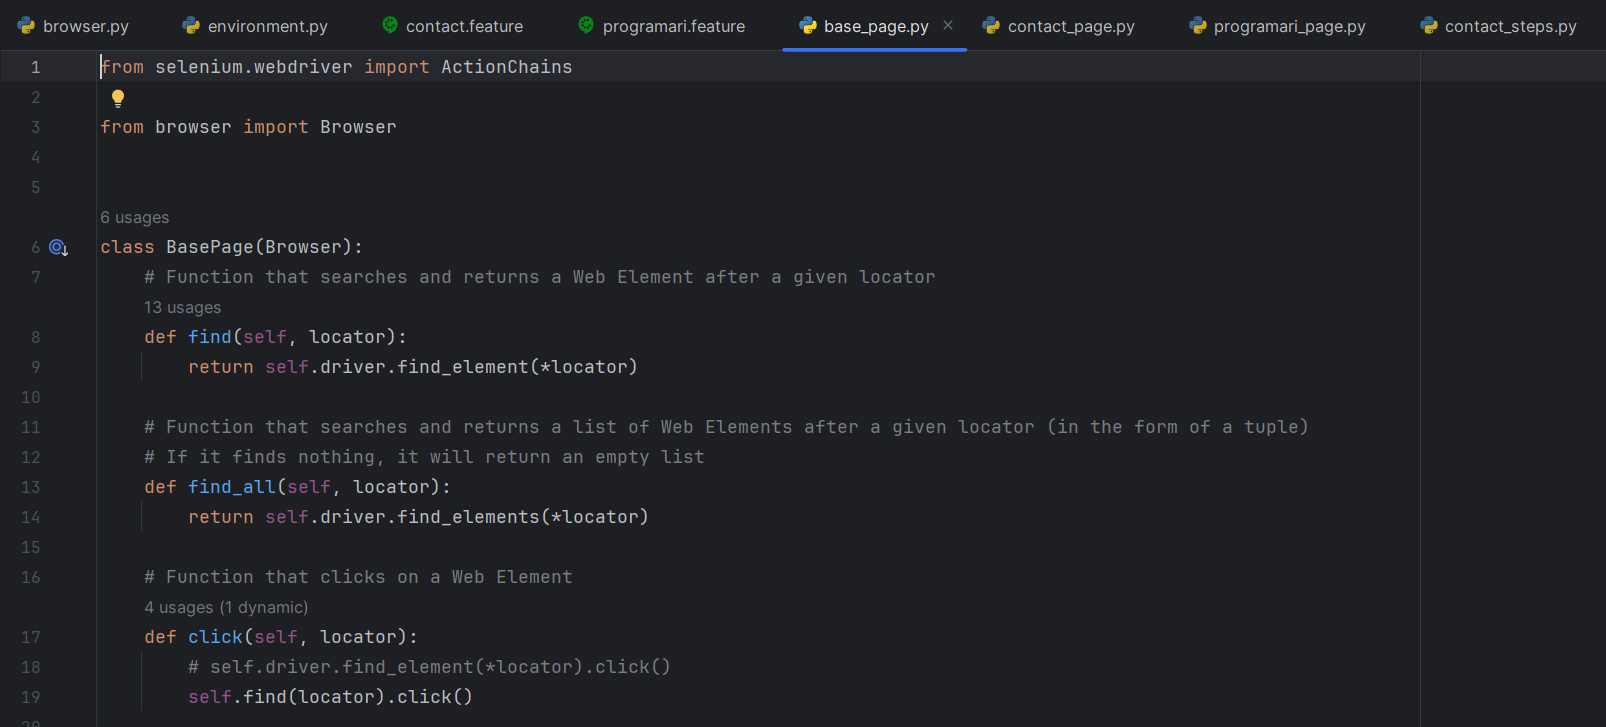 browser.py environment.py contact.feature programari.feature base_page.py contact_page.py programari_page.py contact_steps.py
1 from selenium.webdriver import ActionChains
2
3 from browser import Browser
4
5
6 usages
6 class BasePage(Browser):
7 # Function that searches and returns a Web Element after a given locator
13 usages
8 def find(self, locator):
9 return self.driver.find_element(*locator)
10
11 # Function that searches and returns a list of Web Elements after a given locator (in the form of a tuple)
12 # If it finds nothing, it will return an empty list
13 def find_all(self, locator):
14 return self.driver.find_elements(*locator)
15
16 # Function that clicks on a Web Element
4 usages (1 dynamic)
17 def click(self, locator):
18 # self.driver.find_element(*locator).click()
19 self.find(locator).click()
20